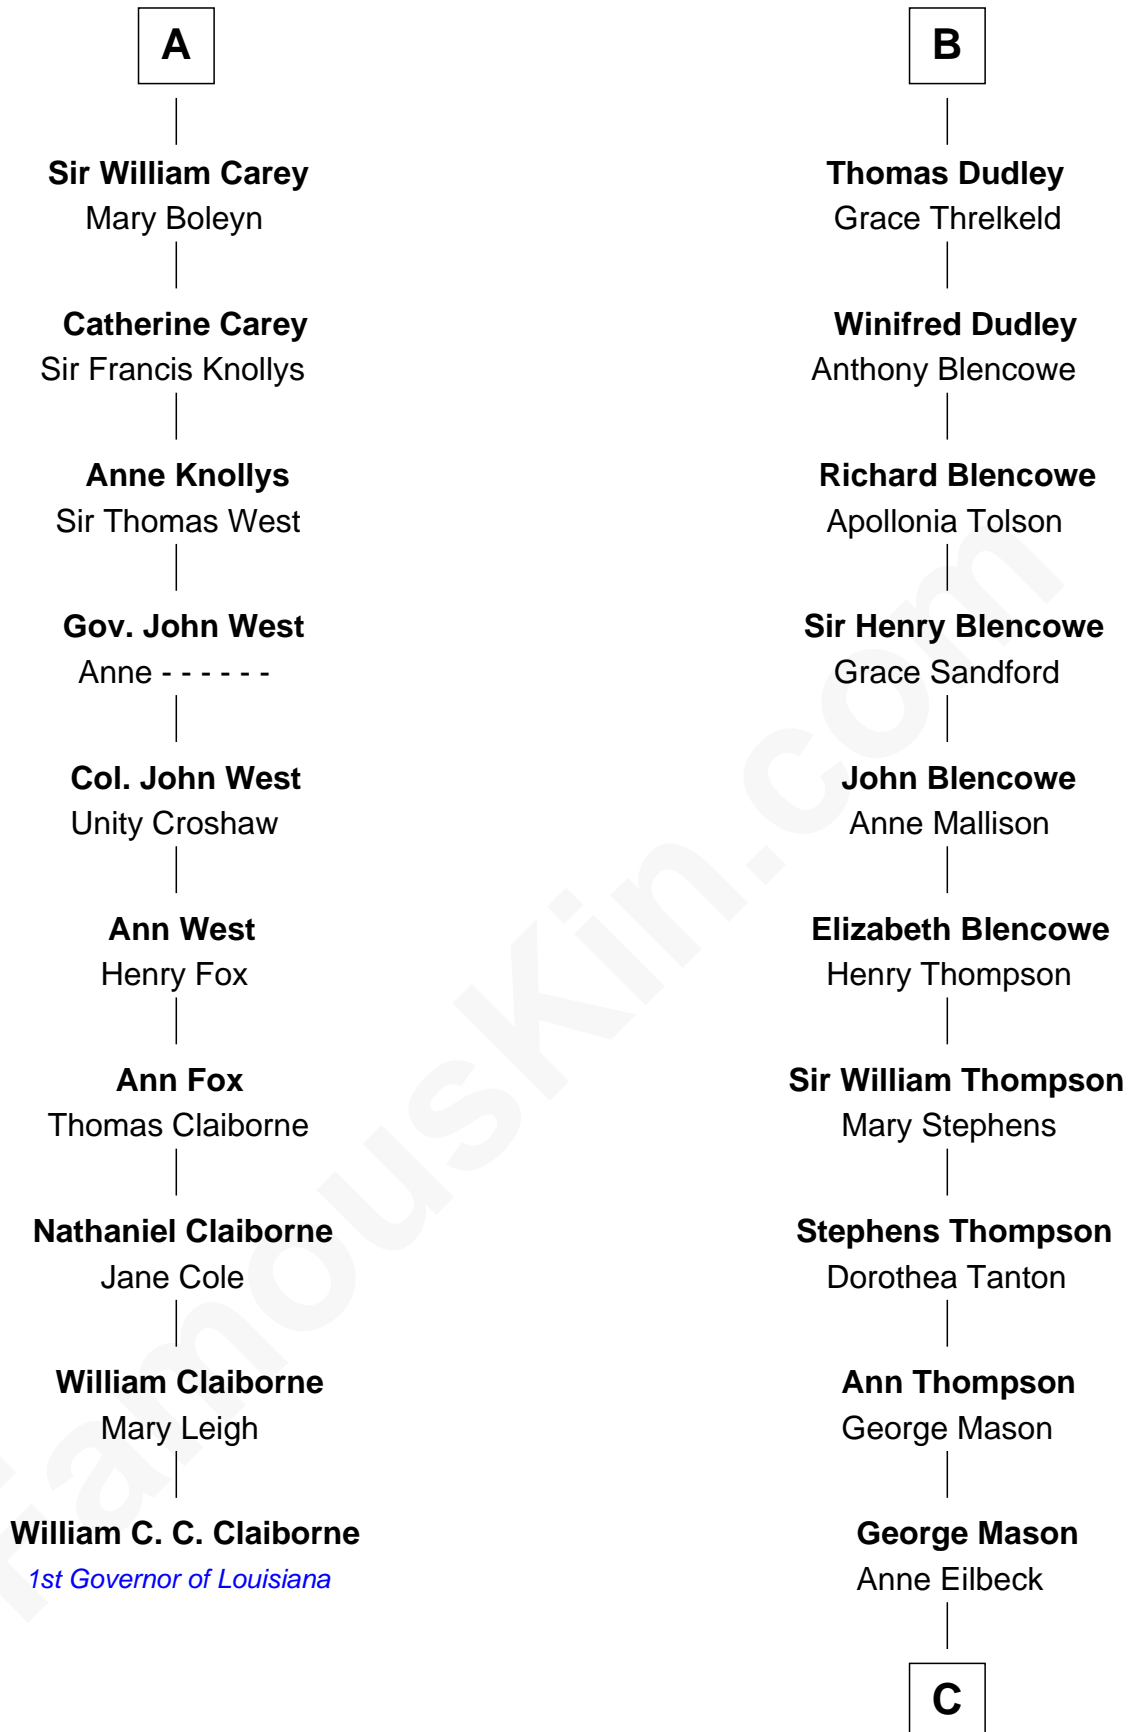 A
Sir William Carey
Mary Boleyn
Catherine Carey
Sir Francis Knollys
Anne Knollys
Sir Thomas West
Gov. John West
Anne - - - - - -
Col. John West
Unity Croshaw
Ann West
Henry Fox
Ann Fox
Thomas Claiborne
Nathaniel Claiborne
Jane Cole
William Claiborne
Mary Leigh
William C. C. Claiborne
1st Governor of Louisiana
B
Thomas Dudley
Grace Threlkeld
Winifred Dudley
Anthony Blencowe
Richard Blencowe
Apollonia Tolson
Sir Henry Blencowe
Grace Sandford
John Blencowe
Anne Mallison
Elizabeth Blencowe
Henry Thompson
Sir William Thompson
Mary Stephens
Stephens Thompson
Dorothea Tanton
Ann Thompson
George Mason
George Mason
Anne Eilbeck
C
FamousKin.com